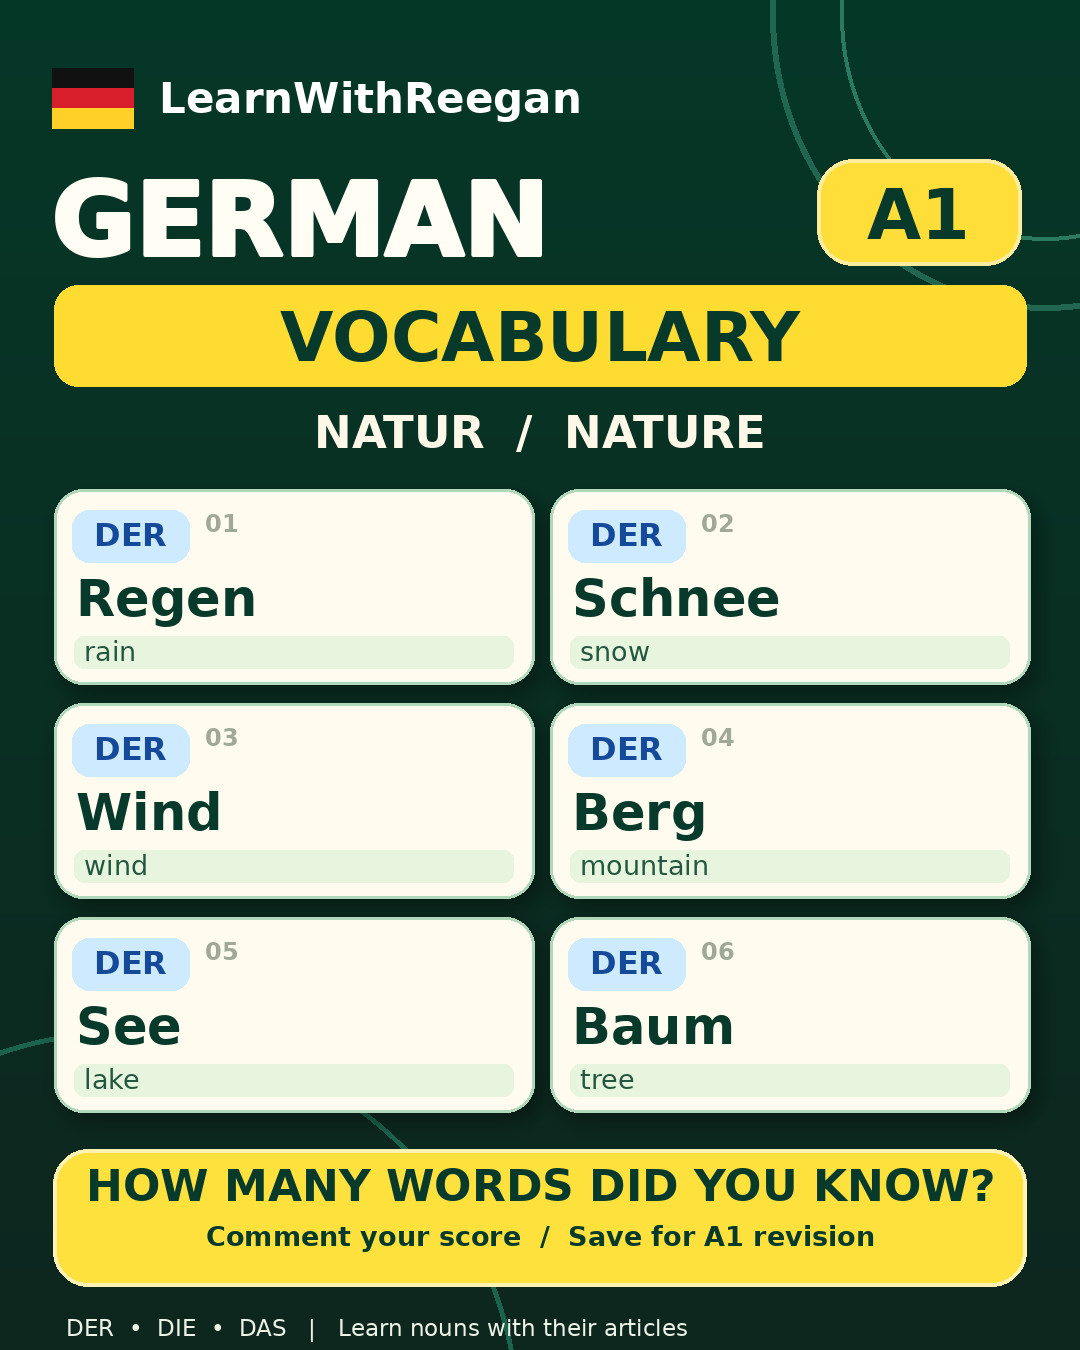 LearnWithReegan
GERMAN
A1
VOCABULARY
NATUR / NATURE
DER 01
Regen
rain
DER 02
Schnee
snow
DER 03
Wind
wind
DER 04
Berg
mountain
DER 05
See
lake
DER 06
Baum
tree
HOW MANY WORDS DID YOU KNOW?
Comment your score / Save for A1 revision
DER • DIE • DAS | Learn nouns with their articles